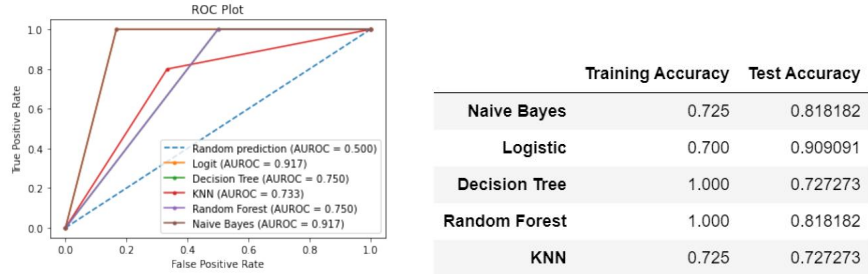 ROC Plot
True Positive Rate
1.0
0.8
0.6
0.4
0.2
0.0
Random prediction (AUROC = 0.500)
Logit (AUROC = 0.917)
Decision Tree (AUROC = 0.750)
KNN (AUROC = 0.733)
Random Forest (AUROC = 0.750)
Naive Bayes (AUROC = 0.917)
0.0 0.2 0.4 0.6 0.8 1.0
False Positive Rate
Training Accuracy Test Accuracy
Naive Bayes 0.725 0.818182
Logistic 0.700 0.909091
Decision Tree 1.000 0.727273
Random Forest 1.000 0.818182
KNN 0.725 0.727273